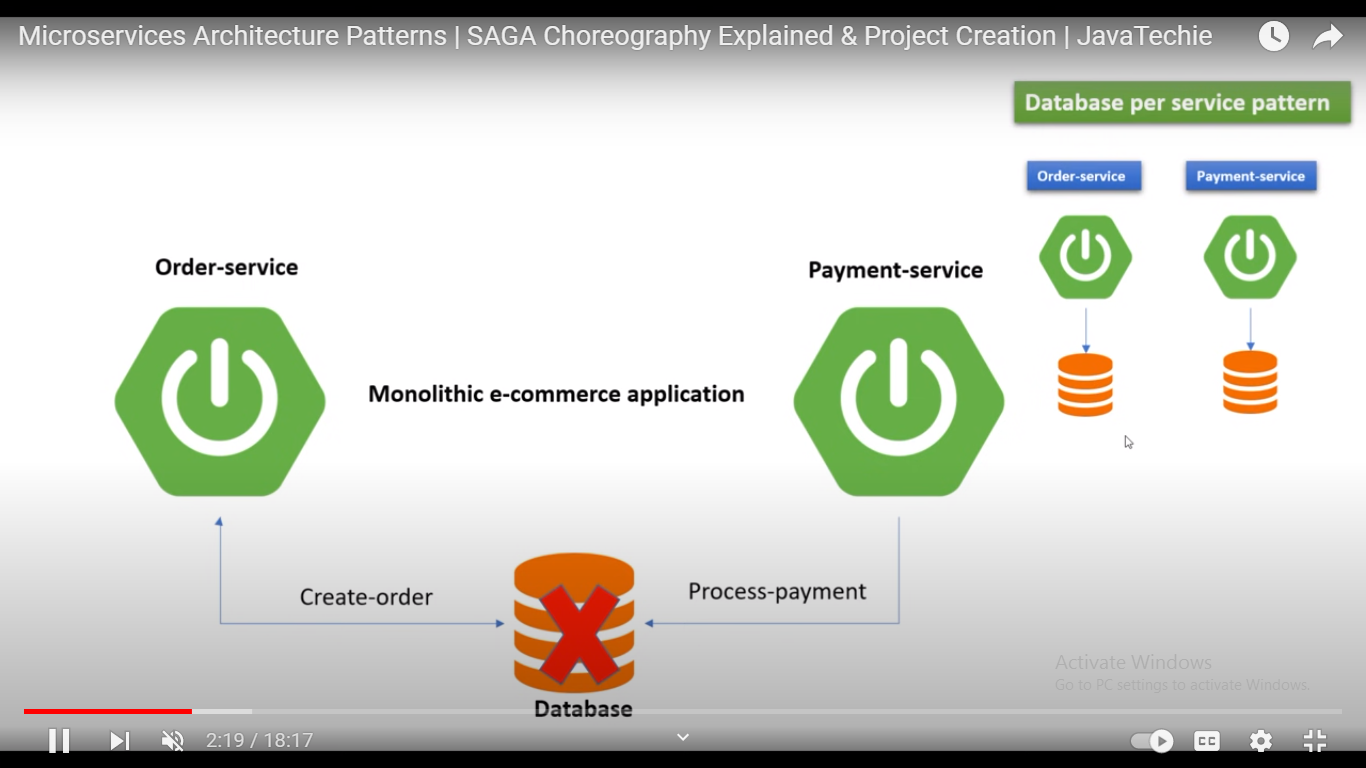 Microservices Architecture Patterns | SAGA Choreography Explained & Project Creation | JavaTechie
Database per service pattern
Order-service
Payment-service
Order-service
Payment-service
Monolithic e-commerce application
Create-order
Process-payment
Database
Activate Windows
Go to PC settings to activate Windows.
2:19 / 18:17
CC